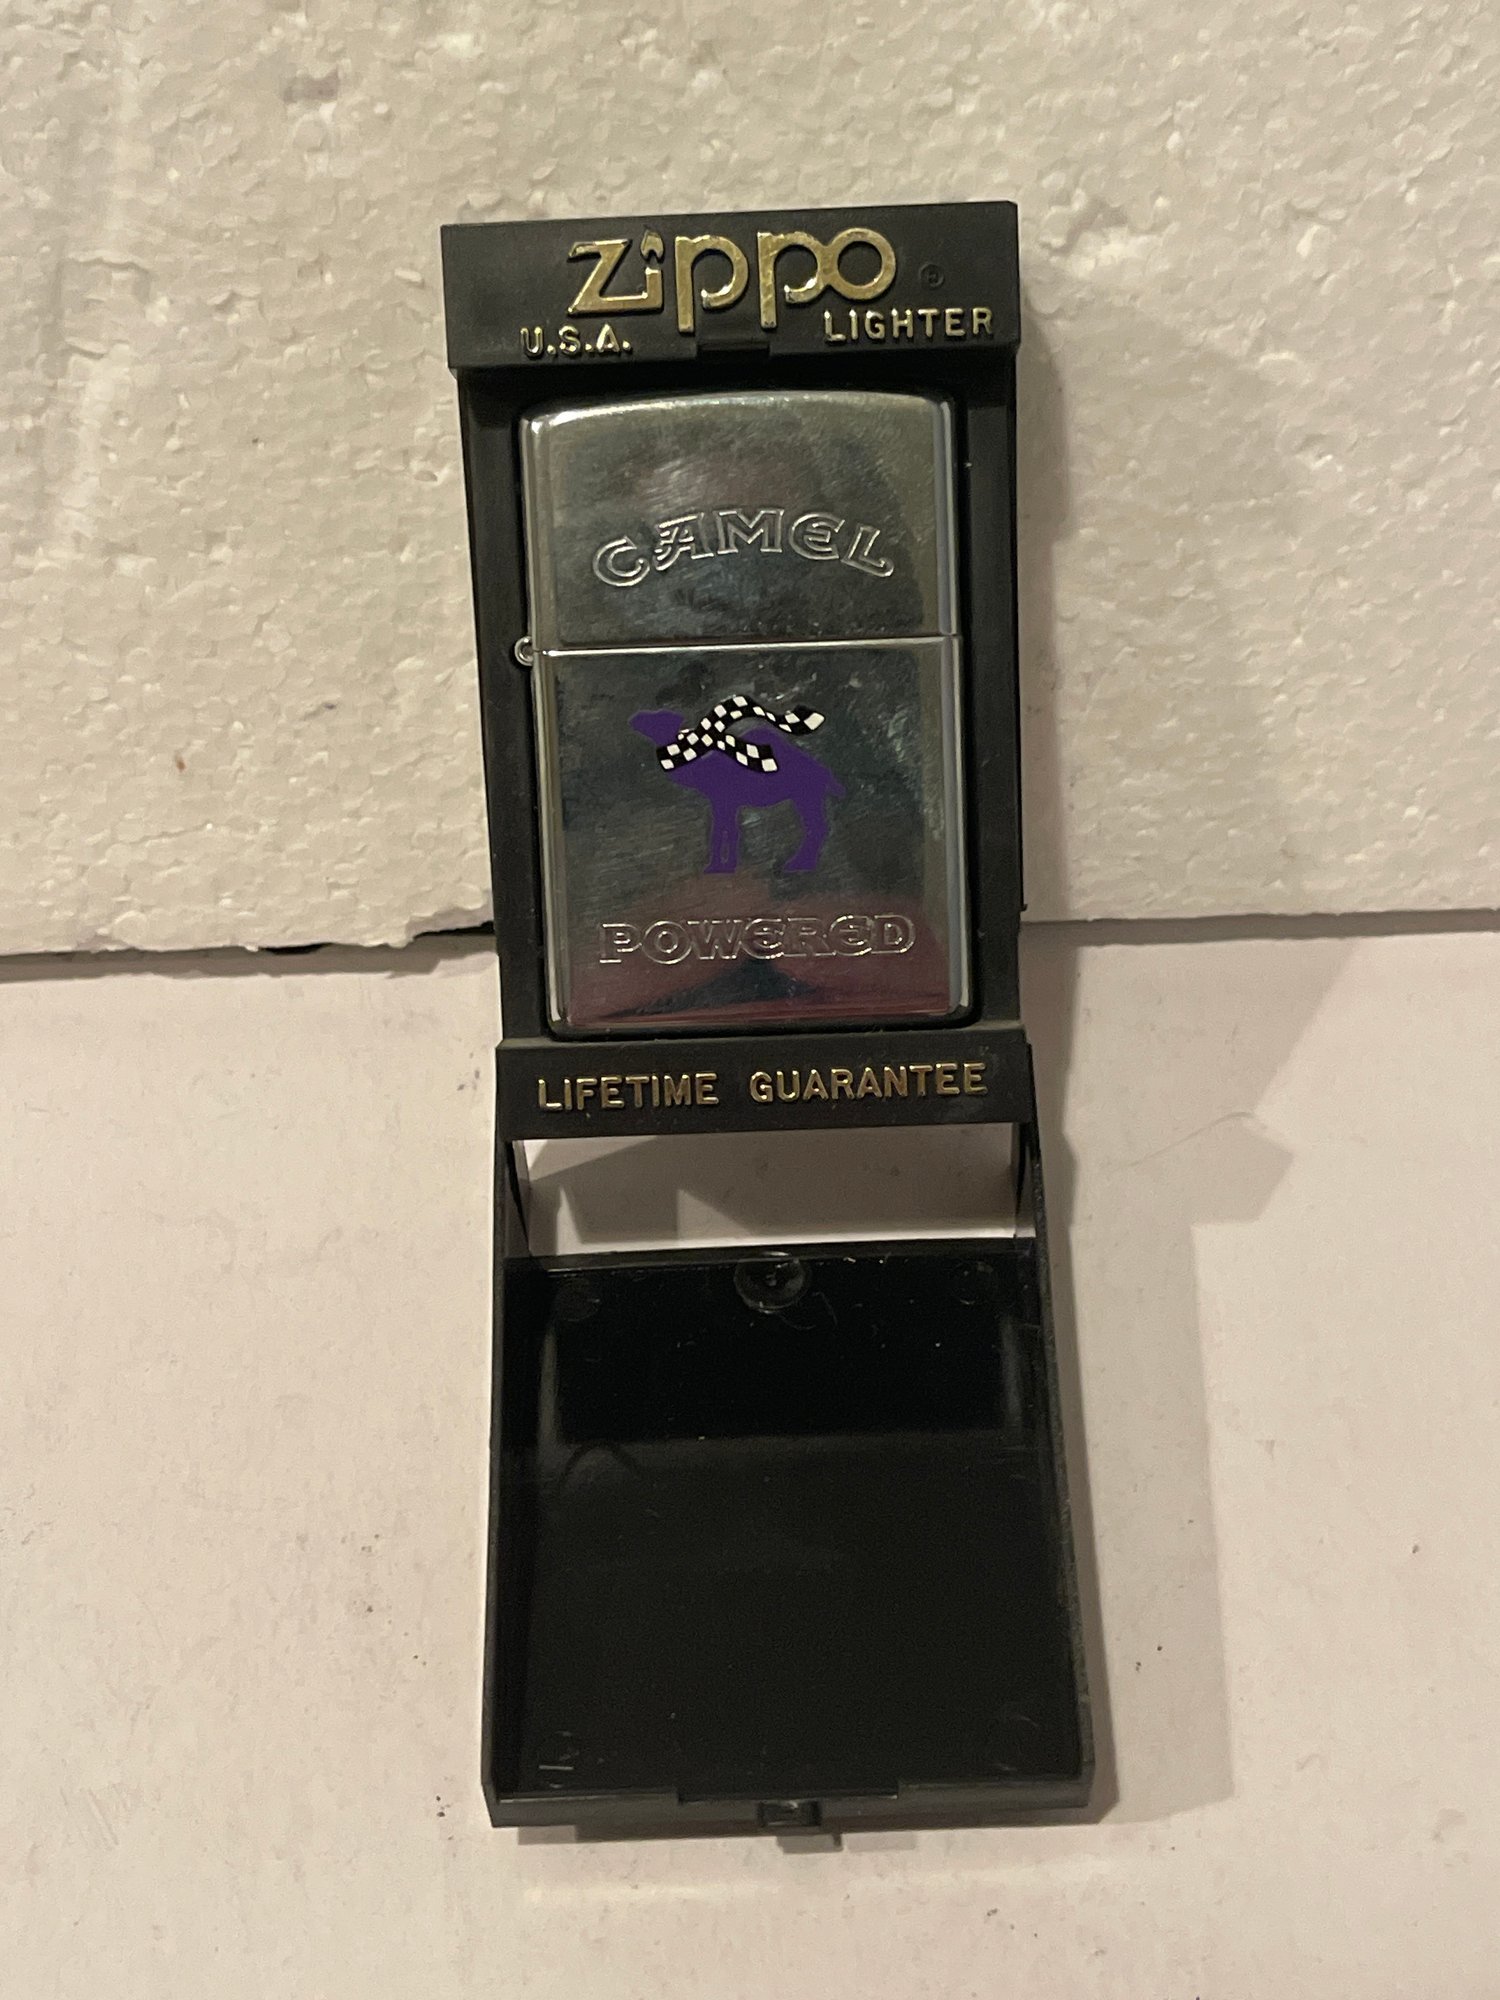 Zippo ®
U.S.A. LIGHTER
CAMEL
POWERED
LIFETIME GUARANTEE